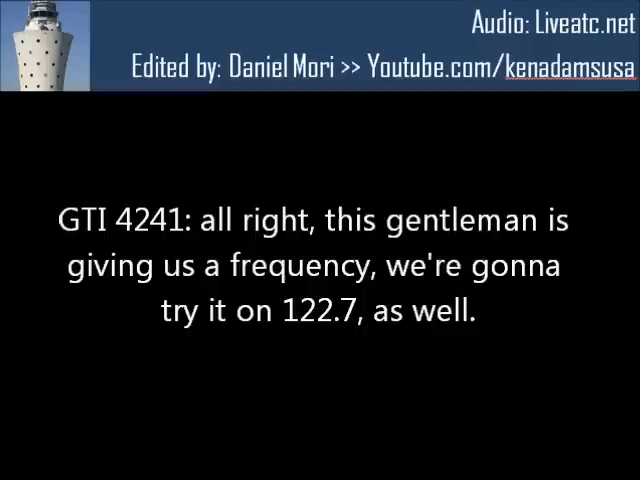 Audio: Liveatc.net
Edited by: Daniel Mori >> Youtube.com/kenadamsusa
GTI 4241: all right, this gentleman is
giving us a frequency, we're gonna
try it on 122.7, as well.